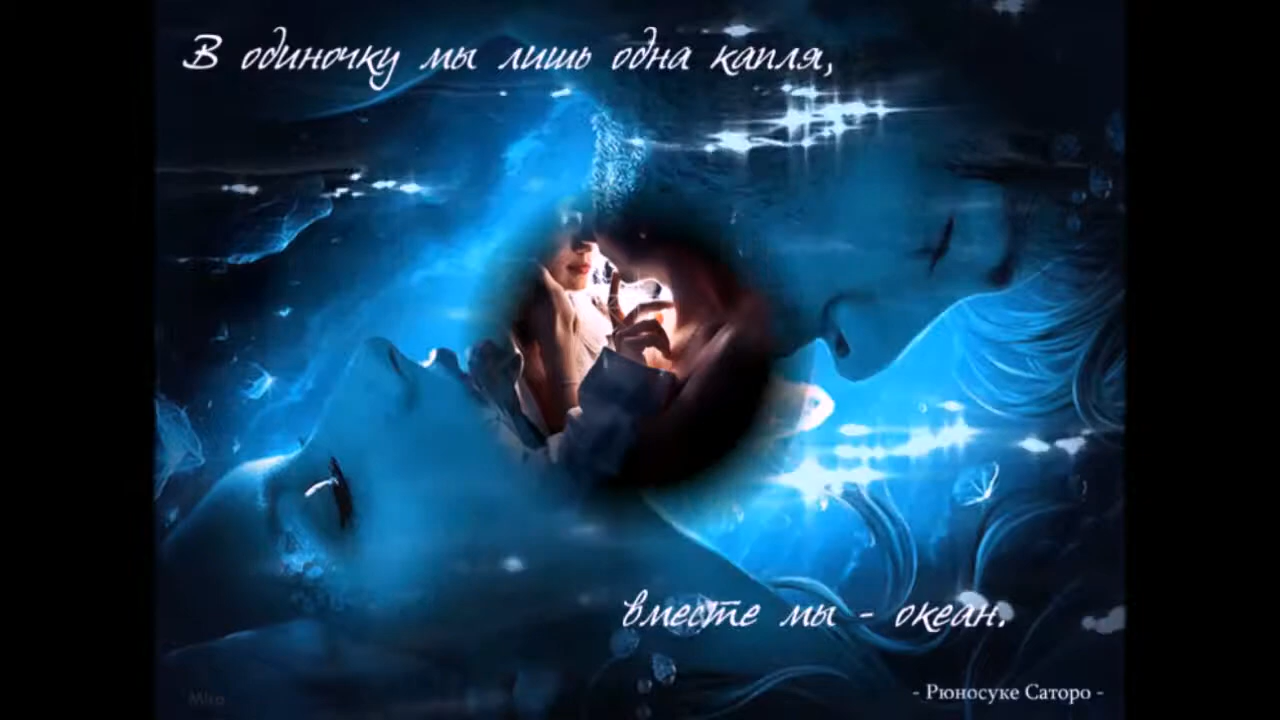 В одиночку мы лишь одна капля,
вместе мы - океан.
- Рюносуке Саторо -